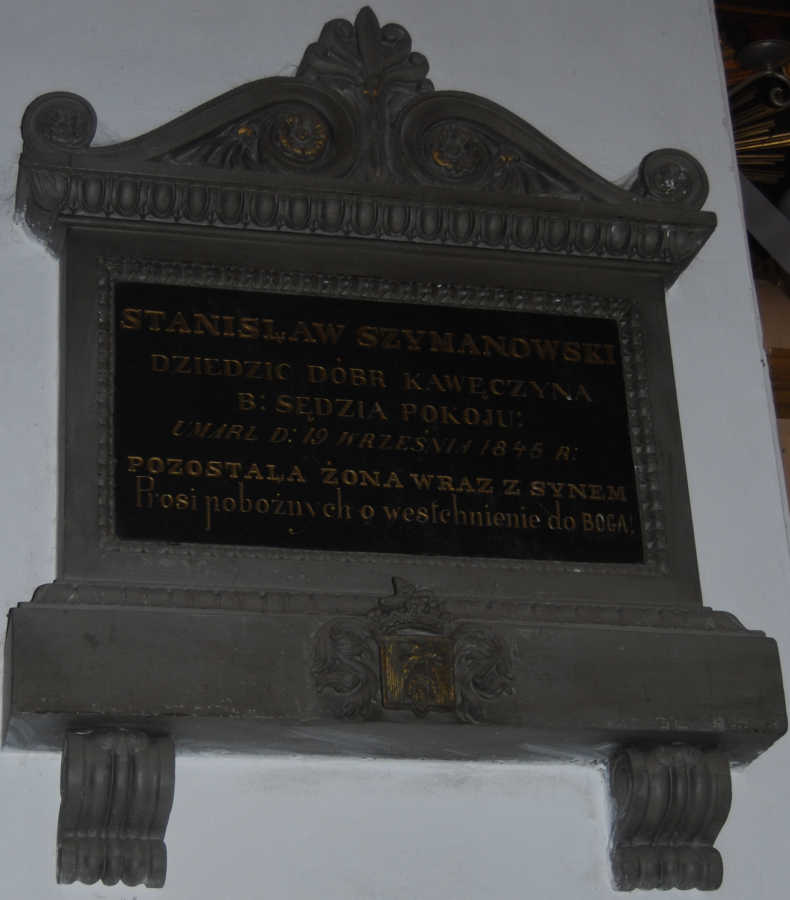 STANISŁAW SZYMANOWSKI
DZIEDZIC DÓBR KAWĘCZYNA
B: SĘDZIA POKOJU:
UMARŁ D: 19 WRZEŚNIA 1845 R:
POZOSTAŁA ŻONA WRAZ Z SYNEM
Prosi pobożnych o westchnienie do BOGA!